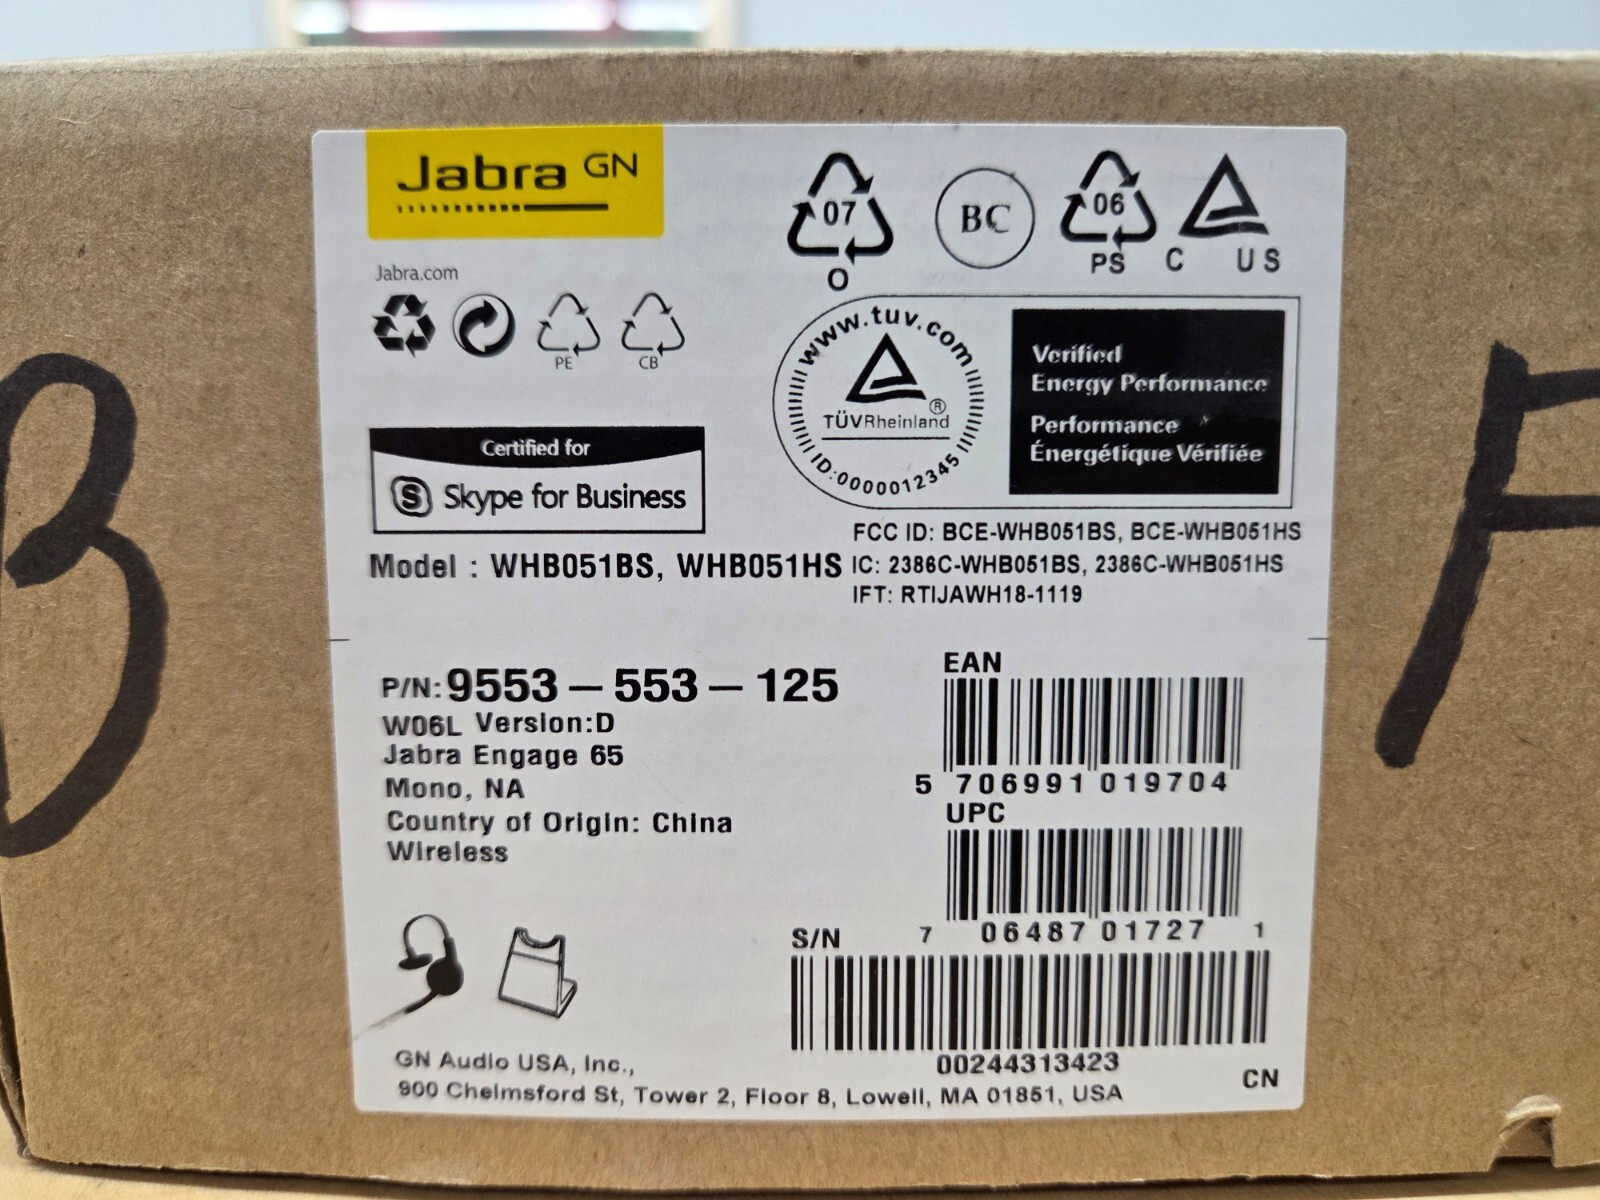 Jabra GN
Jabra.com
PE
CB
07
O
BC
06
PS
C US
www.tuv.com
TÜVRheinland®
ID:0000012345
Verified
Energy Performance
Performance
Énergétique Vérifiée
Certified for
Skype for Business
Model : WHB051BS, WHB051HS
FCC ID: BCE-WHB051BS, BCE-WHB051HS
IC: 2386C-WHB051BS, 2386C-WHB051HS
IFT: RTIJAWH18-1119
P/N: 9553 – 553 – 125
W06L Version:D
Jabra Engage 65
Mono, NA
Country of Origin: China
Wireless
EAN
5 706991 019704
UPC
7 06487 01727 1
S/N
00244313423
GN Audio USA, Inc.,
900 Chelmsford St, Tower 2, Floor 8, Lowell, MA 01851, USA
CN
B
F